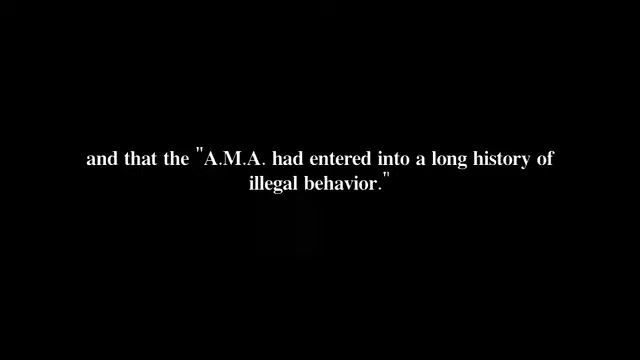 and that the "A.M.A. had entered into a long history of
illegal behavior."